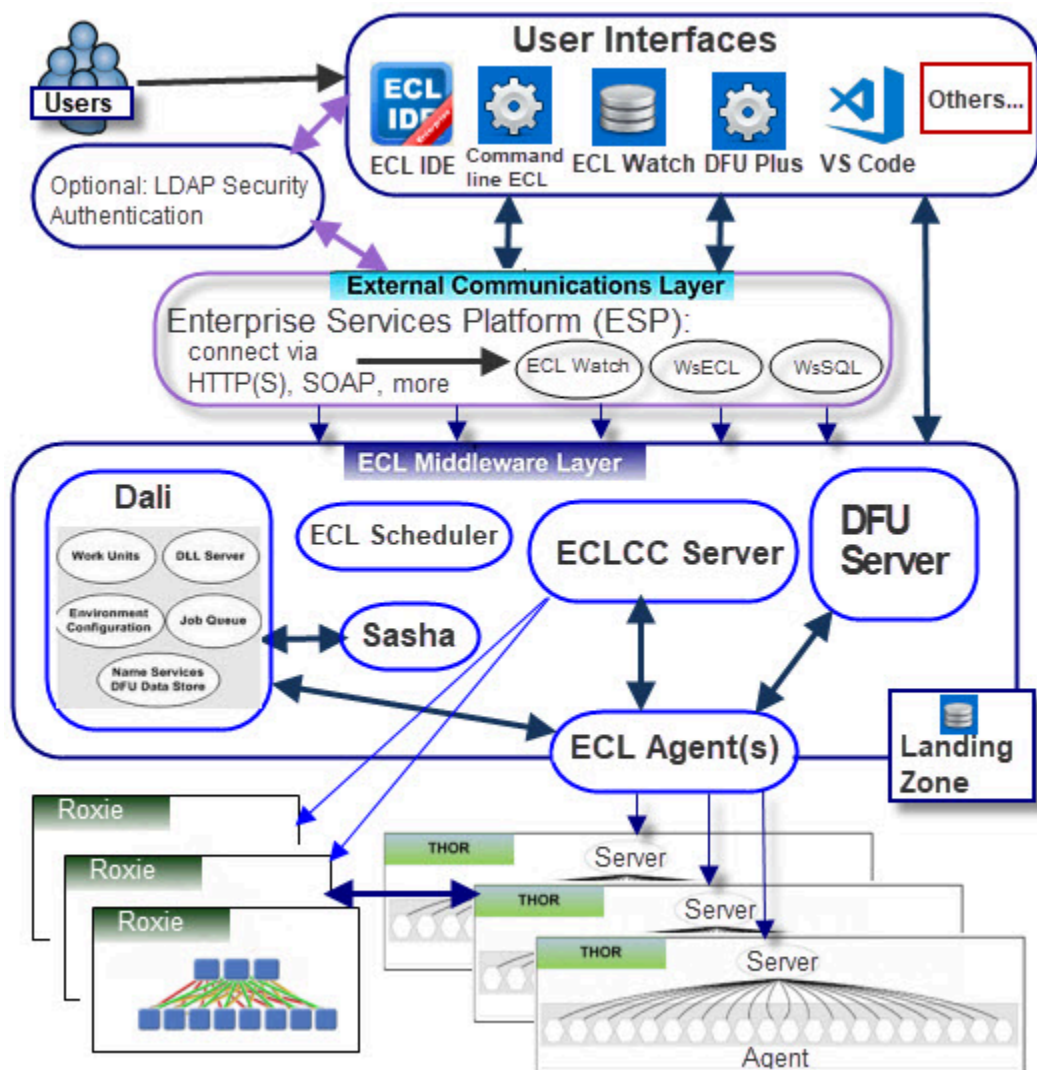 User Interfaces
Users
ECL
IDE
Enterprise
ECL IDE
Command
line ECL
ECL Watch
DFU Plus
VS Code
Others...
Optional: LDAP Security
Authentication
External Communications Layer
Enterprise Services Platform (ESP):
connect via
HTTP(S), SOAP, more
ECL Watch
WsECL
WsSQL
ECL Middleware Layer
Dali
Work Units
DLL Server
Environment
Configuration
Job Queue
Name Services
DFU Data Store
ECL Scheduler
Sasha
ECLCC Server
DFU
Server
ECL Agent(s)
Landing
Zone
Roxie
Roxie
Roxie
THOR
Server
THOR
Server
THOR
Server
Agent